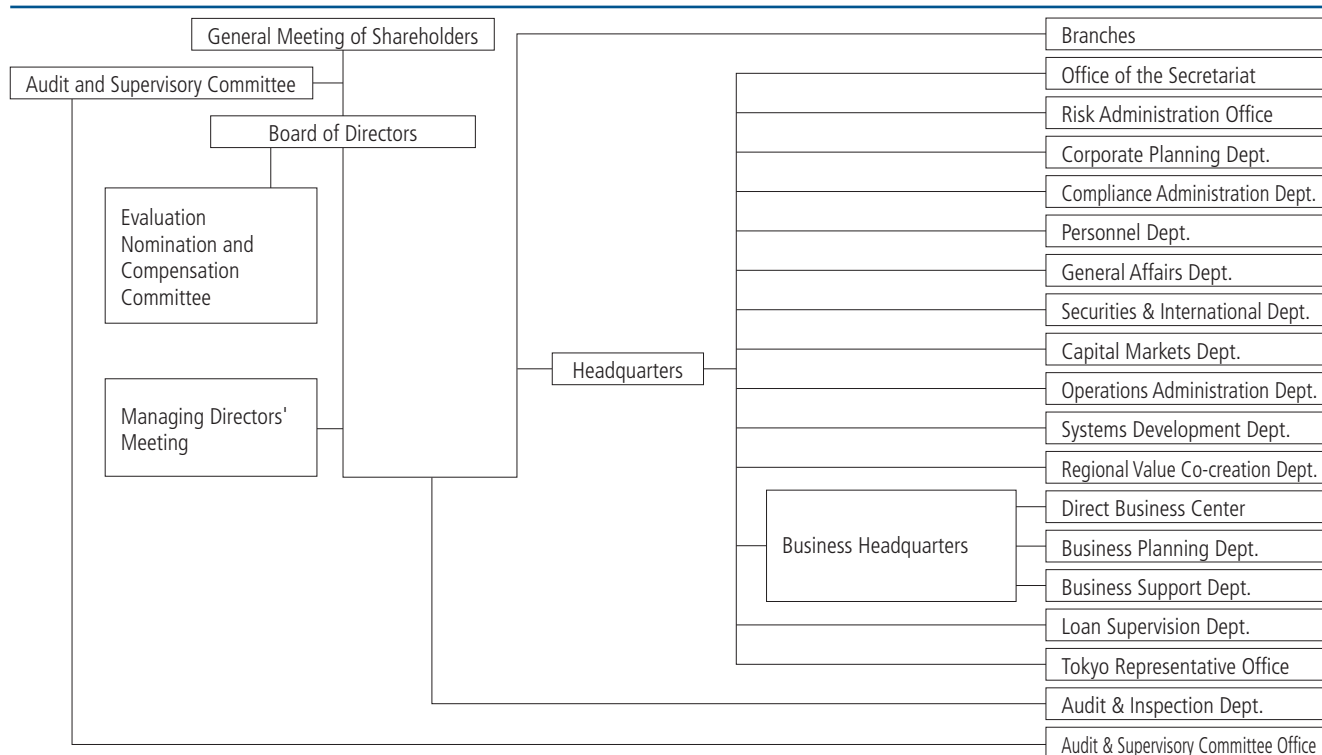 General Meeting of Shareholders
Audit and Supervisory Committee
Board of Directors
Evaluation
Nomination and
Compensation
Committee
Managing Directors'
Meeting
Headquarters
Business Headquarters
Branches
Office of the Secretariat
Risk Administration Office
Corporate Planning Dept.
Compliance Administration Dept.
Personnel Dept.
General Affairs Dept.
Securities & International Dept.
Capital Markets Dept.
Operations Administration Dept.
Systems Development Dept.
Regional Value Co-creation Dept.
Direct Business Center
Business Planning Dept.
Business Support Dept.
Loan Supervision Dept.
Tokyo Representative Office
Audit & Inspection Dept.
Audit & Supervisory Committee Office